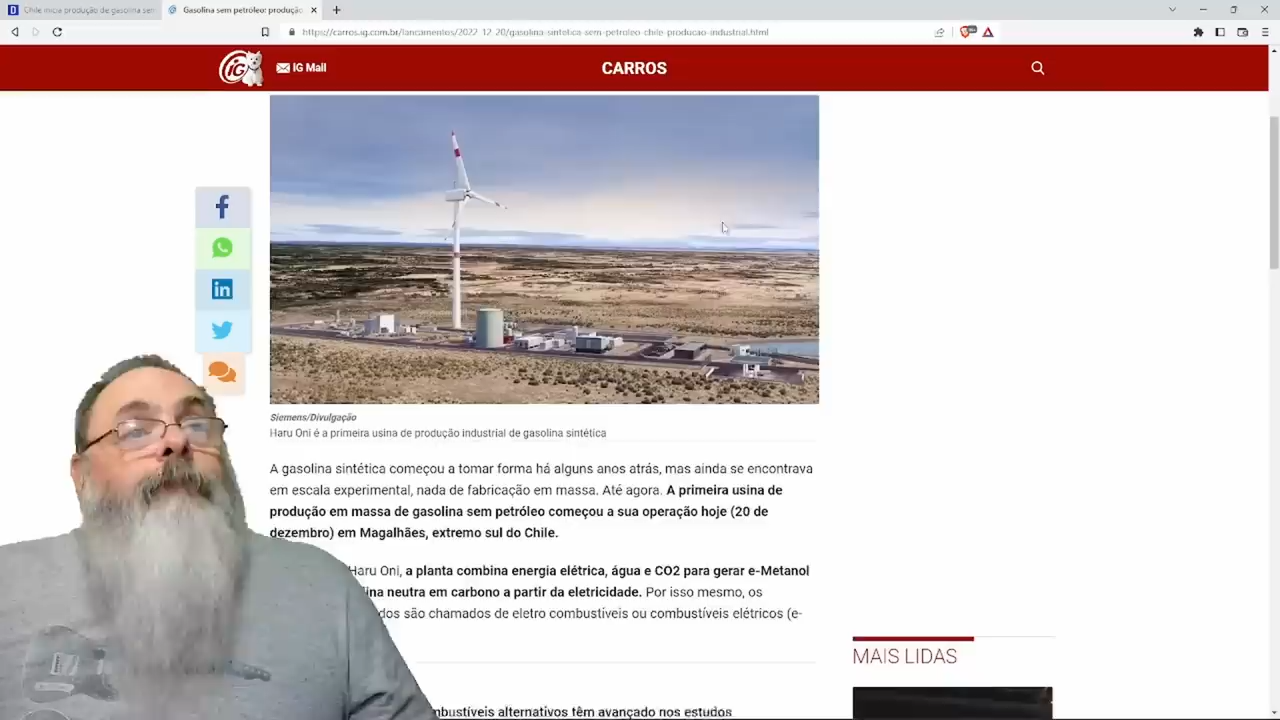 Chile inicia produção de gasolina sem
Gasolina sem petróleo: produção
https://carros.ig.com.br/lancamentos/2022-12-20/gasolina-sintetica-sem-petroleo-chile-producao-industrial.html
iG
iG Mail
CARROS
Siemens/Divulgação
Haru Oni é a primeira usina de produção industrial de gasolina sintética
A gasolina sintética começou a tomar forma há alguns anos atrás, mas ainda se encontrava
em escala experimental, nada de fabricação em massa. Até agora. A primeira usina de
produção em massa de gasolina sem petróleo começou a sua operação hoje (20 de
dezembro) em Magalhães, extremo sul do Chile.
Haru Oni, a planta combina energia elétrica, água e CO2 para gerar e-Metanol
neutra em carbono a partir da eletricidade. Por isso mesmo, os
são chamados de eletro combustíveis ou combustíveis elétricos (e-
MAIS LIDAS
alternativos têm avançado nos estudos